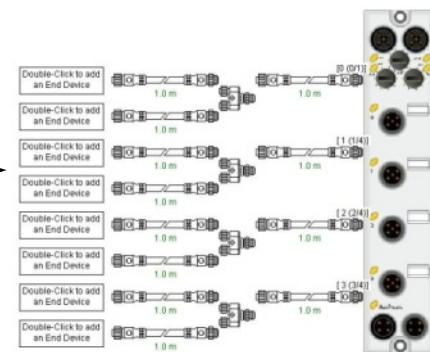 Double-Click to add
an End Device
1.0 m
1.0 m
[0 (0/1)]
Double-Click to add
an End Device
1.0 m
Double-Click to add
an End Device
1.0 m
1.0 m
[ 1 (1/4)]
Double-Click to add
an End Device
1.0 m
Double-Click to add
an End Device
1.0 m
1.0 m
[ 2 (2/4)]
Double-Click to add
an End Device
1.0 m
Double-Click to add
an End Device
1.0 m
1.0 m
[ 3 (3/4)]
Double-Click to add
an End Device
1.0 m